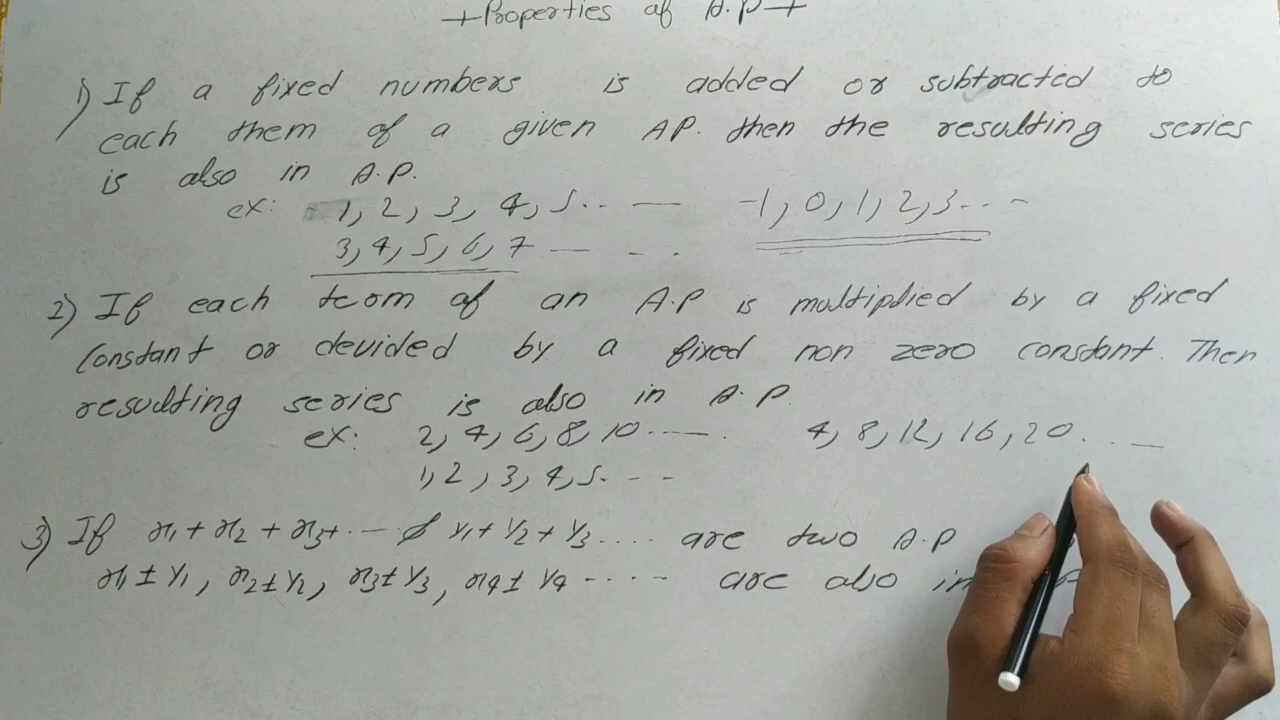 Properties of A.P
1) If a fixed numbers is added or subtracted to
each them of a given AP. then the resulting series
is also in A.P.
ex: 1, 2, 3, 4, 5.. — -1, 0, 1, 2, 3... -
3, 4, 5, 6, 7 — - . .
2) If each term of an A.P is multiplied by a fixed
Constant or devided by a fixed non zero constant. Then
resulting series is also in A.P.
ex: 2, 4, 6, 8, 10...... 4, 8, 12, 16, 20. . . —
1, 2, 3, 4, 5. - - -
3) If x₁ + x₂ + x₃+.-- & y₁+ y₂ + y₃.... are two A.P
x₁ ± y₁, x₂± y₂, x₃± y₃, x₄± y₄ ----- are also in